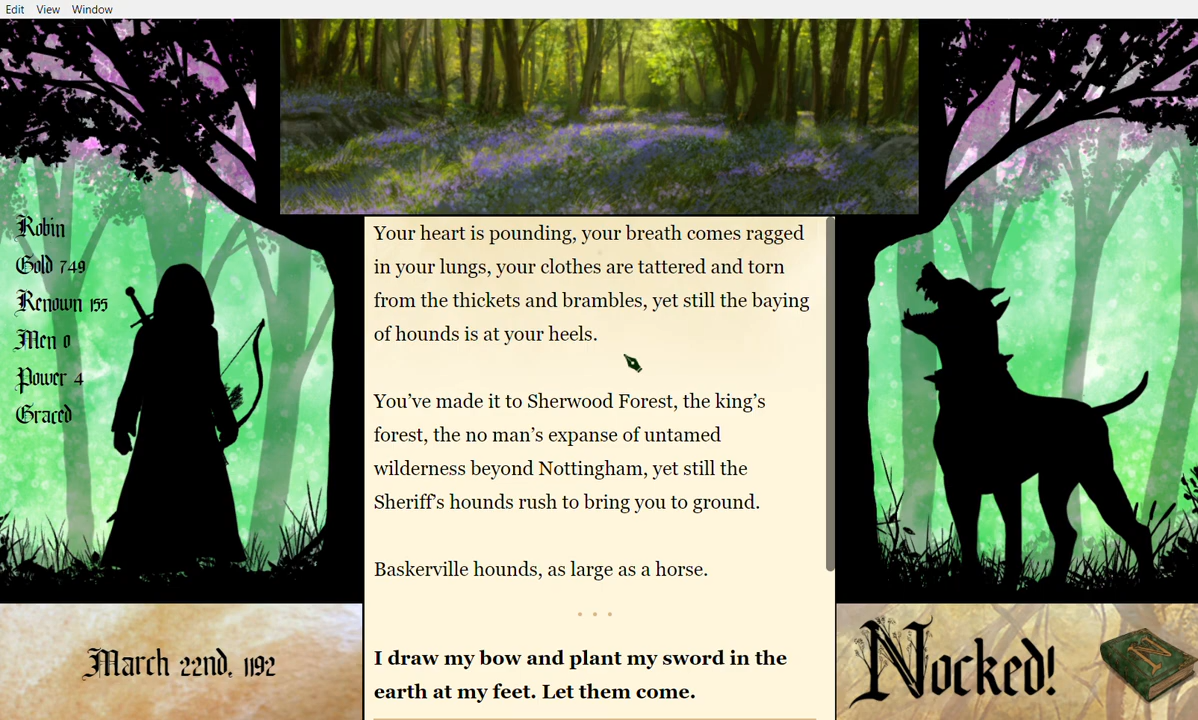 Edit View Window
Robin
Gold 749
Renown 155
Men 0
Power 4
Graced
Your heart is pounding, your breath comes ragged
in your lungs, your clothes are tattered and torn
from the thickets and brambles, yet still the baying
of hounds is at your heels.
You’ve made it to Sherwood Forest, the king’s
forest, the no man’s expanse of untamed
wilderness beyond Nottingham, yet still the
Sheriff’s hounds rush to bring you to ground.
Baskerville hounds, as large as a horse.
• • •
I draw my bow and plant my sword in the
earth at my feet. Let them come.
March 22nd, 1192
Nocked!
N